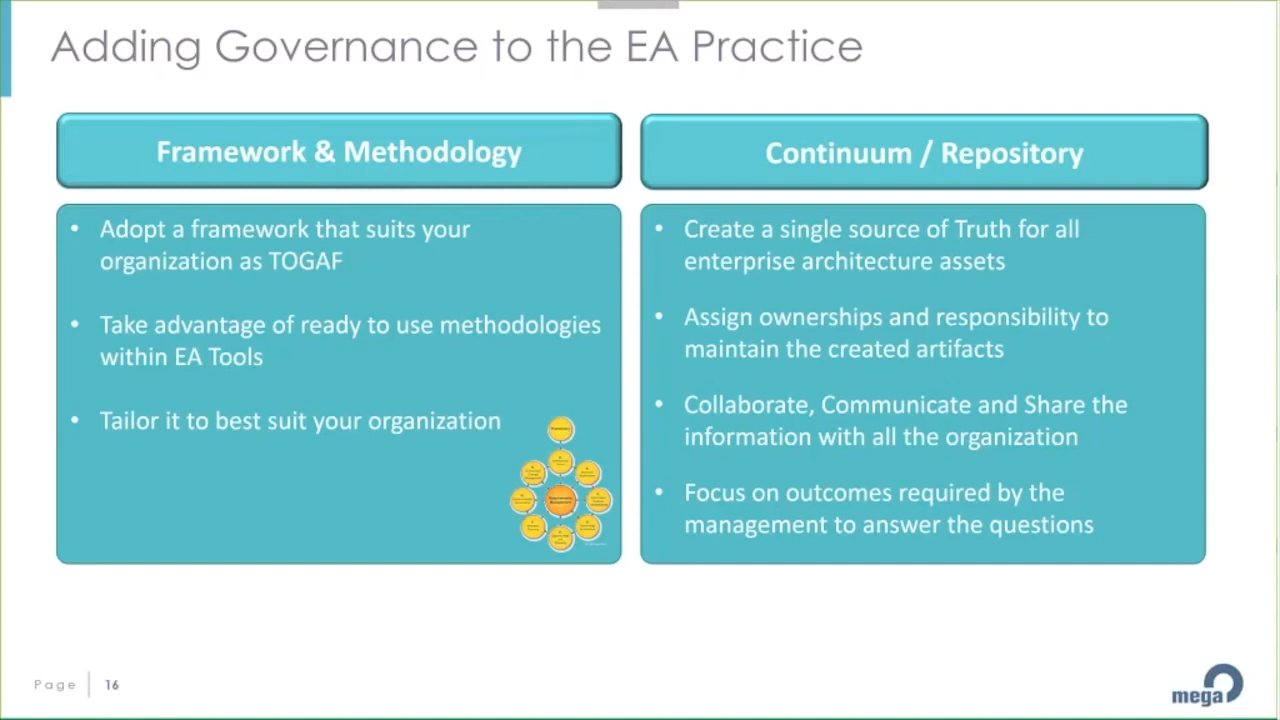 Adding Governance to the EA Practice
Framework & Methodology
• Adopt a framework that suits your
organization as TOGAF
• Take advantage of ready to use methodologies
within EA Tools
• Tailor it to best suit your organization
Continuum / Repository
• Create a single source of Truth for all
enterprise architecture assets
• Assign ownerships and responsibility to
maintain the created artifacts
• Collaborate, Communicate and Share the
information with all the organization
• Focus on outcomes required by the
management to answer the questions
Page 16
mega